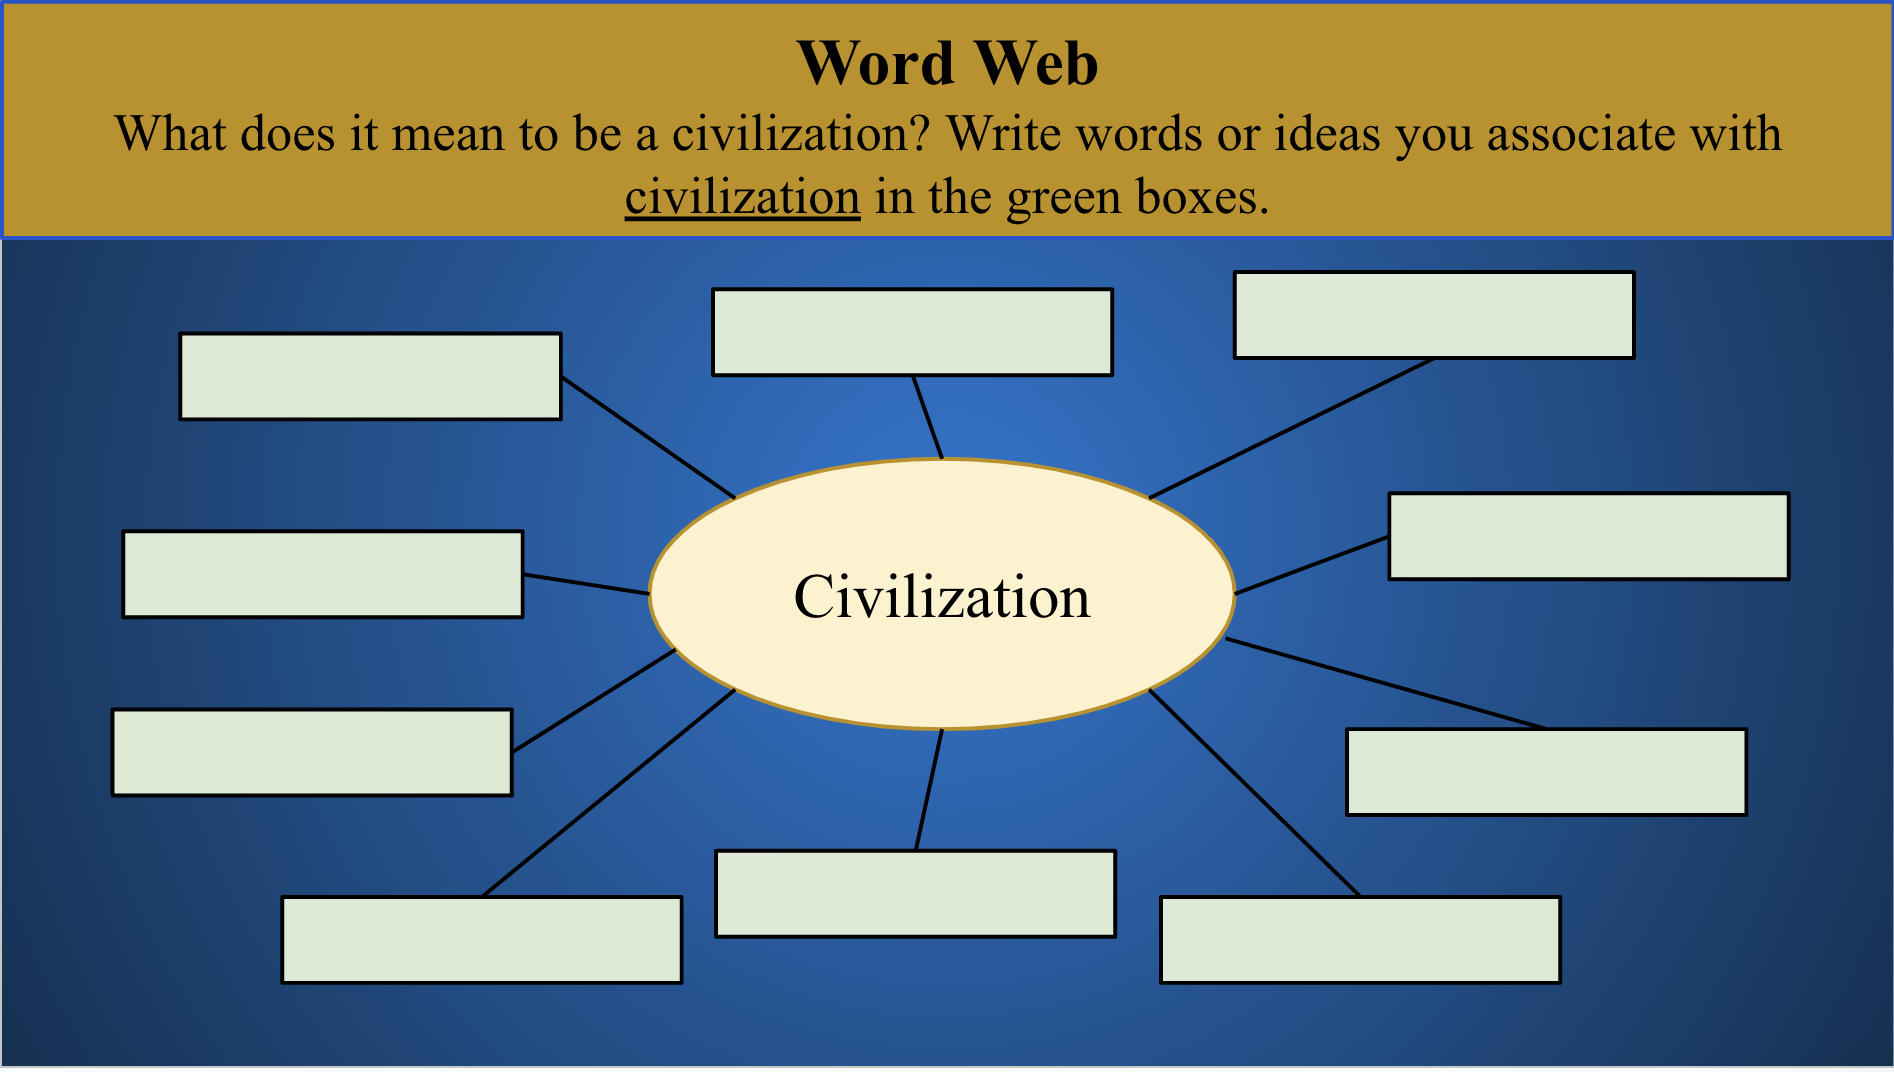 Word Web
What does it mean to be a civilization? Write words or ideas you associate with
civilization in the green boxes.
Civilization